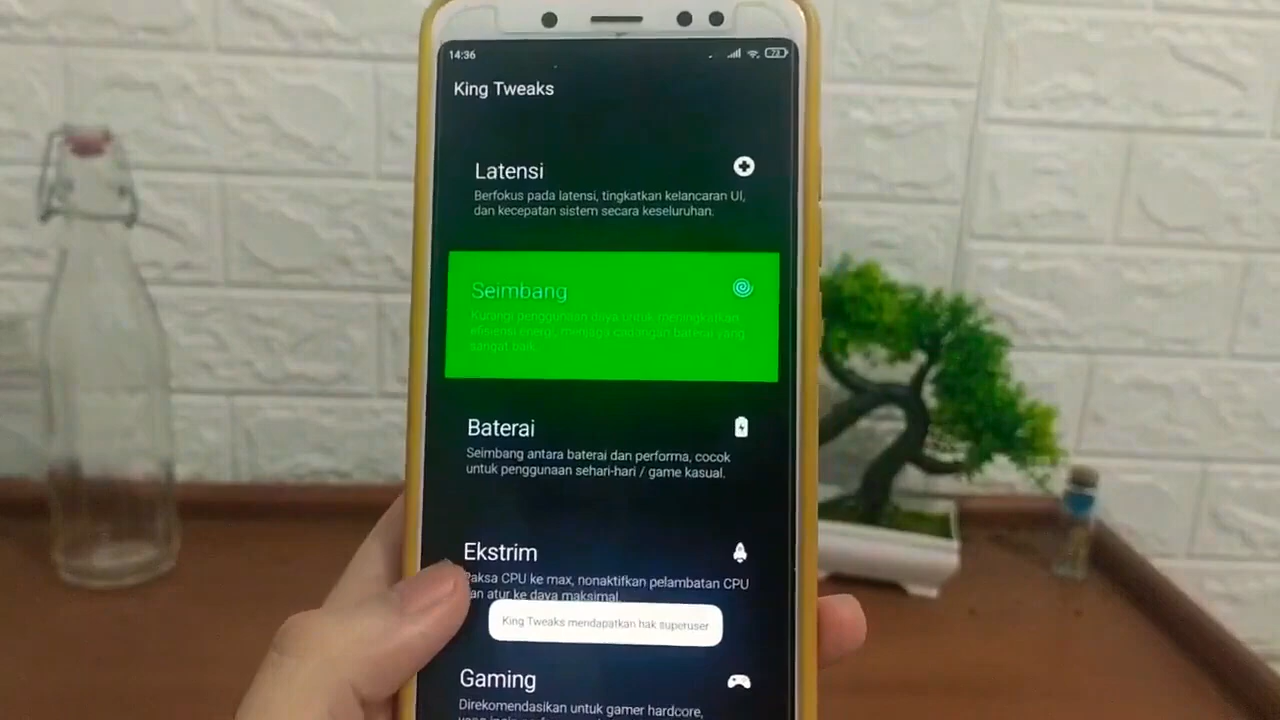 14:36
73
King Tweaks
Latensi
Berfokus pada latensi, tingkatkan kelancaran UI,
dan kecepatan sistem secara keseluruhan.
Seimbang
Kurangi penggunaan daya untuk meningkatkan
efisiensi energi, menjaga cadangan baterai yang
sangat baik.
Baterai
Seimbang antara baterai dan performa, cocok
untuk penggunaan sehari-hari / game kasual.
Ekstrim
Paksa CPU ke max, nonaktifkan pelambatan CPU
an atur ke daya maksimal.
King Tweaks mendapatkan hak superuser
Gaming
Direkomendasikan untuk gamer hardcore,